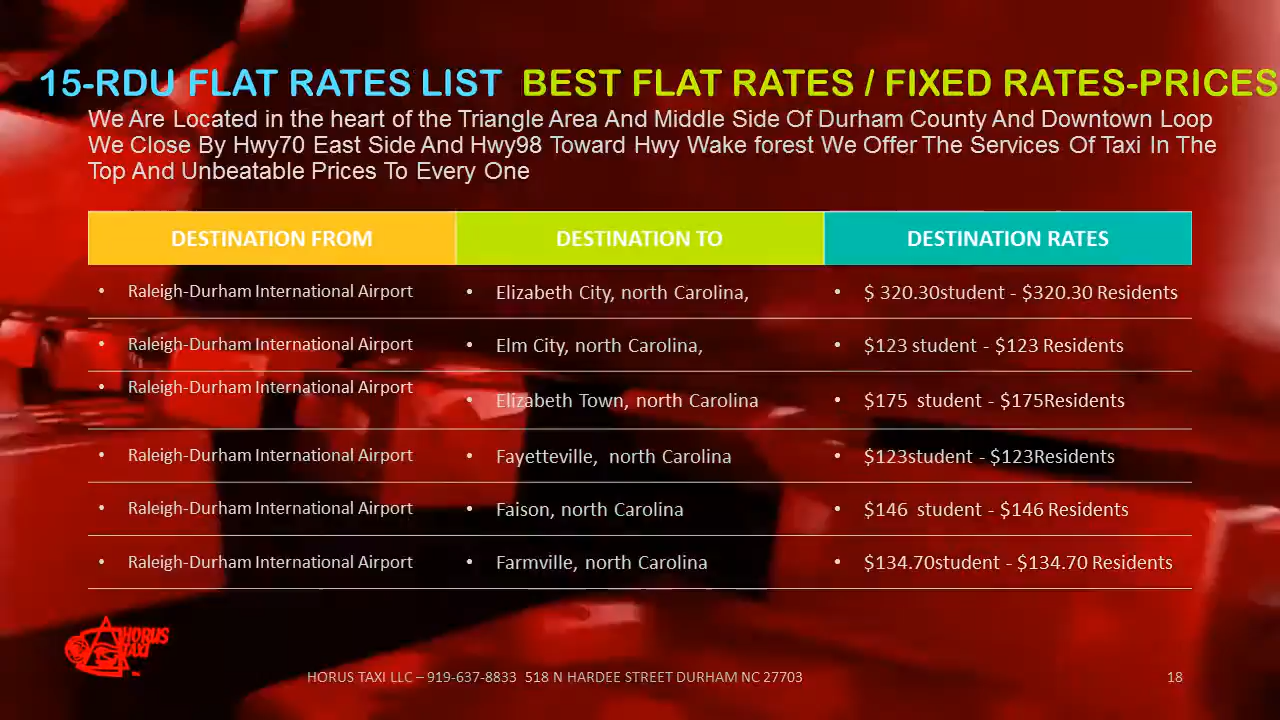 15-RDU FLAT RATES LIST BEST FLAT RATES / FIXED RATES-PRICES
We Are Located in the heart of the Triangle Area And Middle Side Of Durham County And Downtown Loop
We Close By Hwy70 East Side And Hwy98 Toward Hwy Wake forest We Offer The Services Of Taxi In The
Top And Unbeatable Prices To Every One
DESTINATION FROM DESTINATION TO DESTINATION RATES
• Raleigh-Durham International Airport • Elizabeth City, north Carolina, • $ 320.30student - $320.30 Residents
• Raleigh-Durham International Airport • Elm City, north Carolina, • $123 student - $123 Residents
• Raleigh-Durham International Airport • Elizabeth Town, north Carolina • $175 student - $175Residents
• Raleigh-Durham International Airport • Fayetteville, north Carolina • $123student - $123Residents
• Raleigh-Durham International Airport • Faison, north Carolina • $146 student - $146 Residents
• Raleigh-Durham International Airport • Farmville, north Carolina • $134.70student - $134.70 Residents
HORUS
TAXI
HORUS TAXI LLC – 919-637-8833 518 N HARDEE STREET DURHAM NC 27703 18